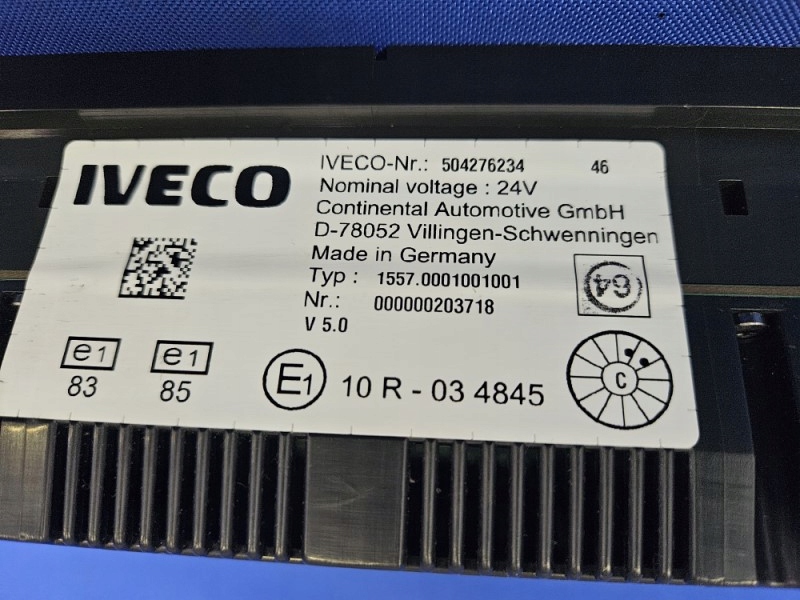 IVECO
IVECO-Nr.: 504276234 46
Nominal voltage : 24V
Continental Automotive GmbH
D-78052 Villingen-Schwenningen
Made in Germany
Typ : 1557.0001001001
Nr.: 000000203718
V 5.0
64
e1
83
e1
85
E1 10 R - 03 4845
C